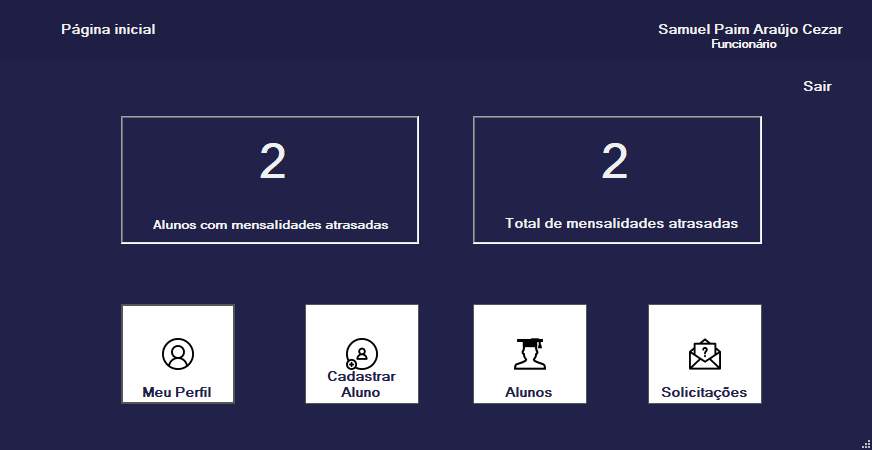 Página inicial
Samuel Paim Araújo Cezar
Funcionário
Sair
2
Alunos com mensalidades atrasadas
2
Total de mensalidades atrasadas
Meu Perfil
Cadastrar
Aluno
Alunos
?
Solicitações